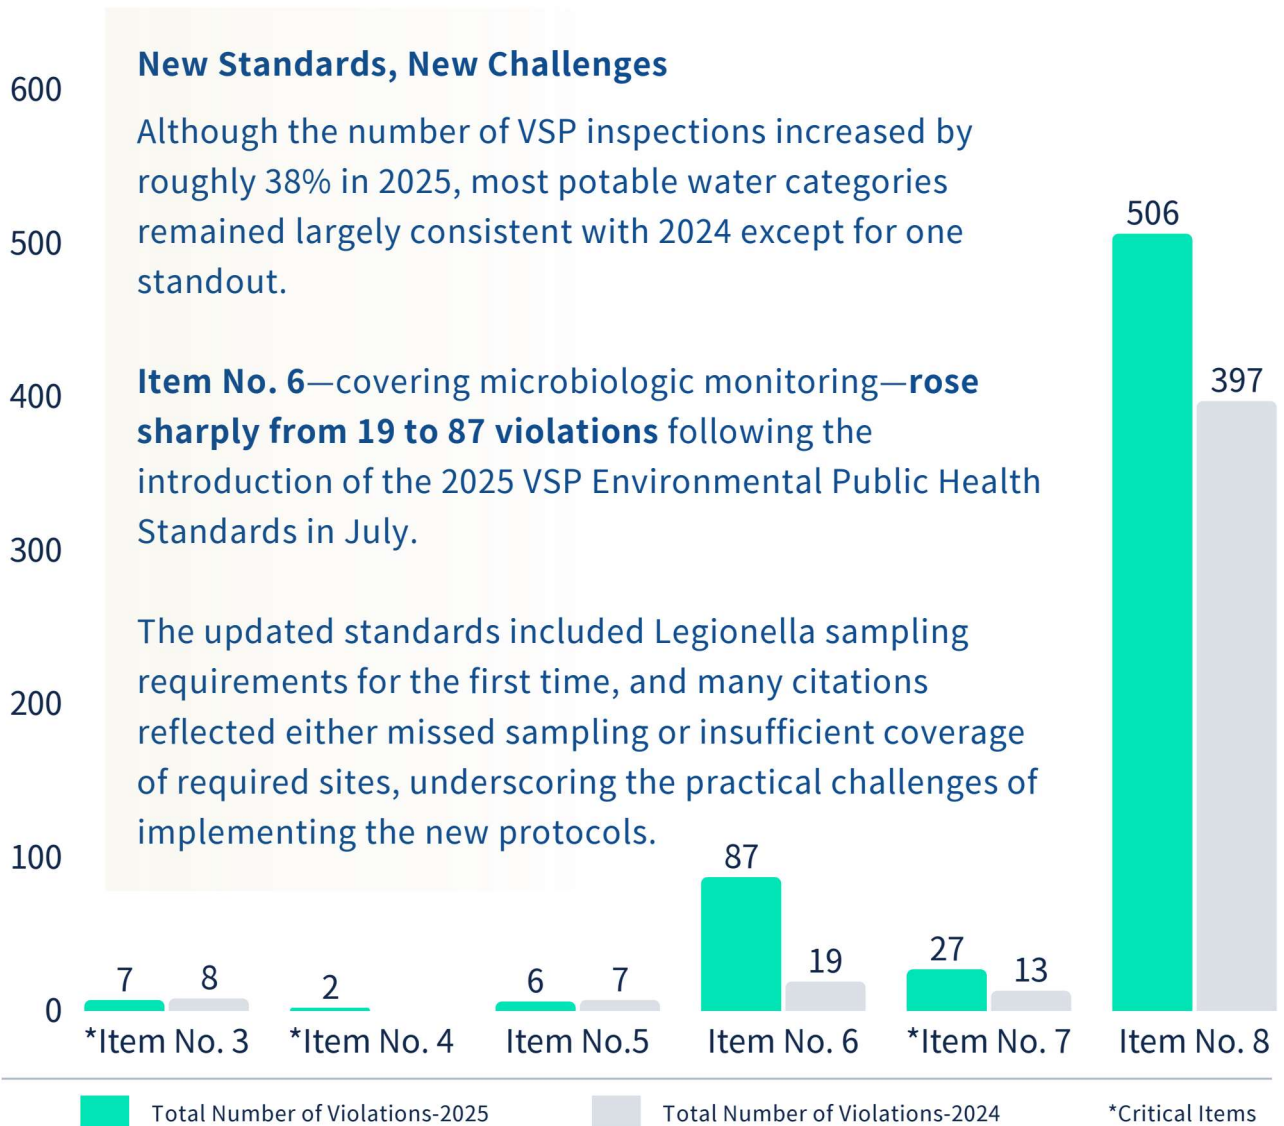 New Standards, New Challenges
Although the number of VSP inspections increased by
roughly 38% in 2025, most potable water categories
remained largely consistent with 2024 except for one
standout.
Item No. 6—covering microbiologic monitoring—rose
sharply from 19 to 87 violations following the
introduction of the 2025 VSP Environmental Public Health
Standards in July.
The updated standards included Legionella sampling
requirements for the first time, and many citations
reflected either missed sampling or insufficient coverage
of required sites, underscoring the practical challenges of
implementing the new protocols.
600
500
400
300
200
100
0
7 8 2 6 7 87 19 27 13 506 397
*Item No. 3 *Item No. 4 Item No.5 Item No. 6 *Item No. 7 Item No. 8
Total Number of Violations-2025 Total Number of Violations-2024 *Critical Items